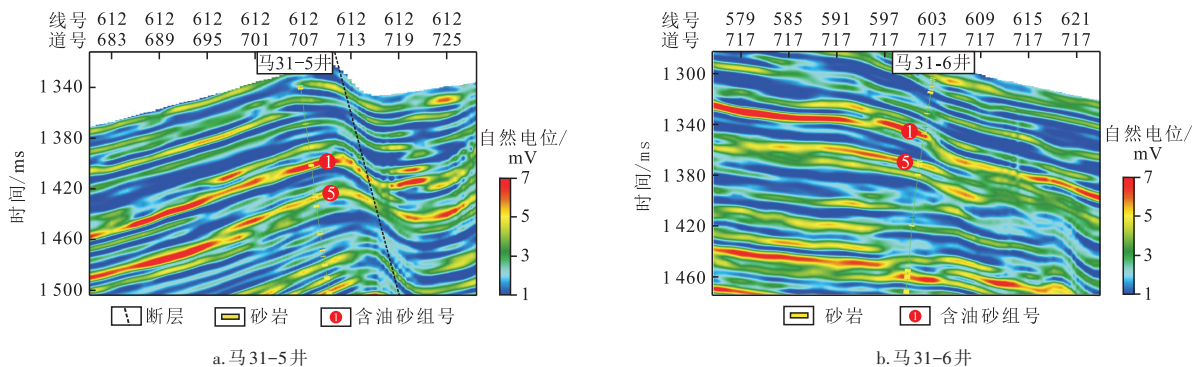 线号 612 612 612 612 612 612 612 612
道号 683 689 695 701 707 713 719 725
马31-5井
1 340
1 380
1 420
1 460
1 500
时间/ms
1
5
自然电位/
mV
7
5
3
1
断层 砂岩 1 含油砂组号
a.马31-5井
线号 579 585 591 597 603 609 615 621
道号 717 717 717 717 717 717 717 717
马31-6井
1 300
1 340
1 380
1 420
1 460
时间/ms
1
5
自然电位/
mV
7
5
3
1
砂岩 1 含油砂组号
b.马31-6井